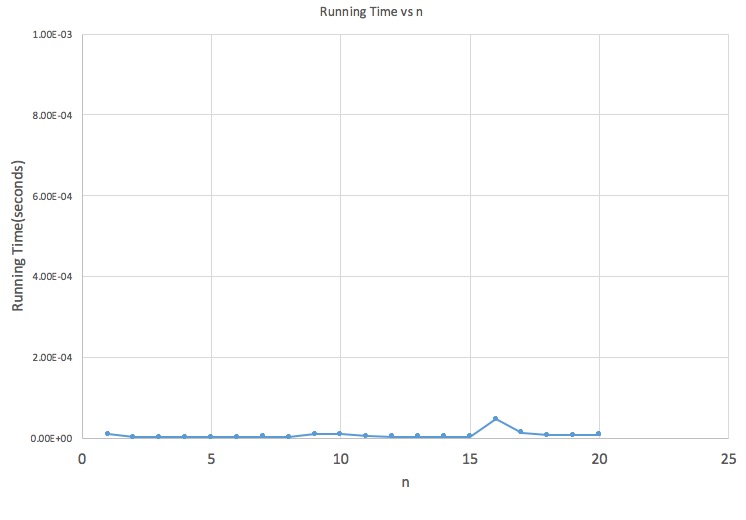 Running Time vs n
1.00E-03
8.00E-04
6.00E-04
4.00E-04
2.00E-04
0.00E+00
Running Time(seconds)
0 5 10 15 20 25
n